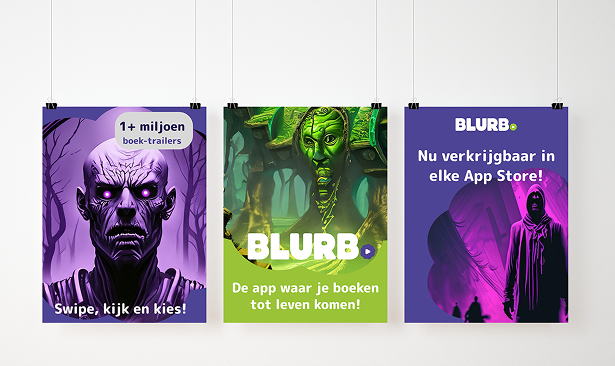 1+ miljoen
boek-trailers
Swipe, kijk en kies!
BLURB
De app waar je boeken
tot leven komen!
BLURB
Nu verkrijgbaar in
elke App Store!